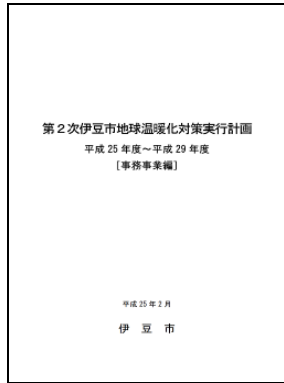 第2次伊豆市地球温暖化対策実行計画
平成 25 年度～平成 29 年度
[事務事業編]
平成 25 年 2 月
伊 豆 市